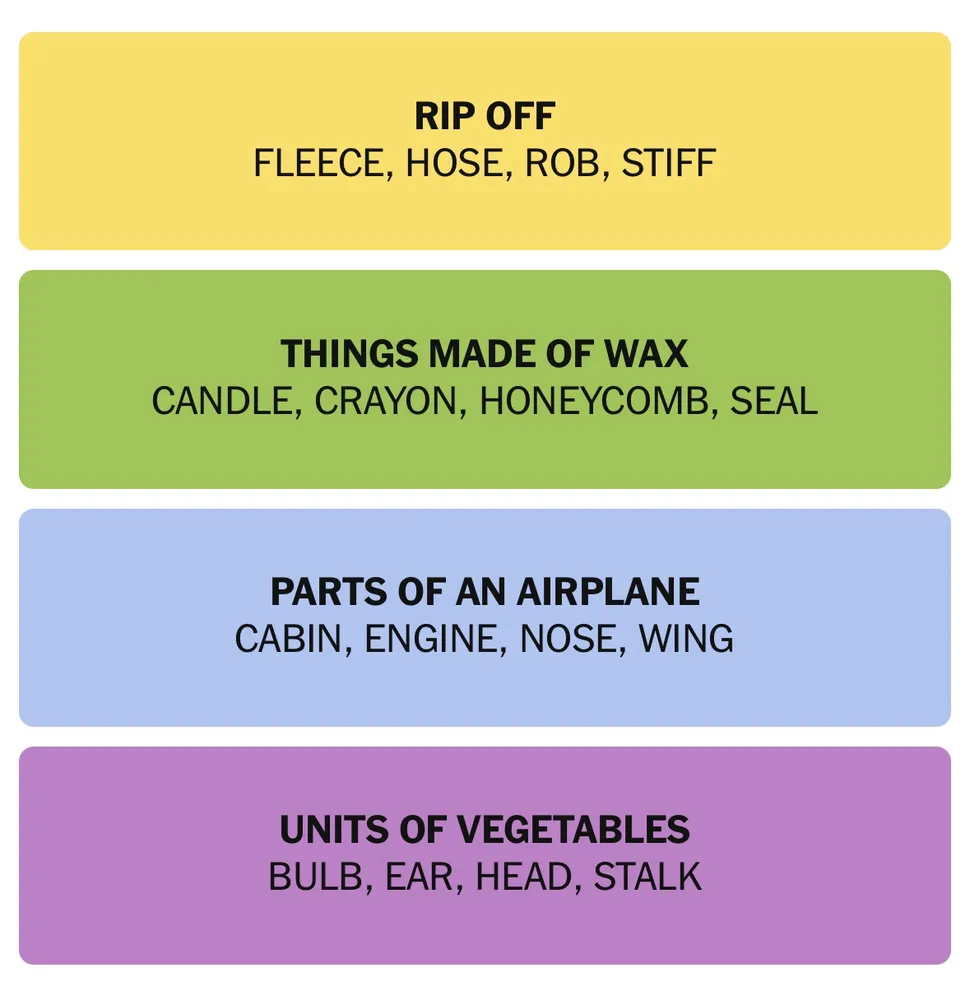 RIP OFF
FLEECE, HOSE, ROB, STIFF
THINGS MADE OF WAX
CANDLE, CRAYON, HONEYCOMB, SEAL
PARTS OF AN AIRPLANE
CABIN, ENGINE, NOSE, WING
UNITS OF VEGETABLES
BULB, EAR, HEAD, STALK